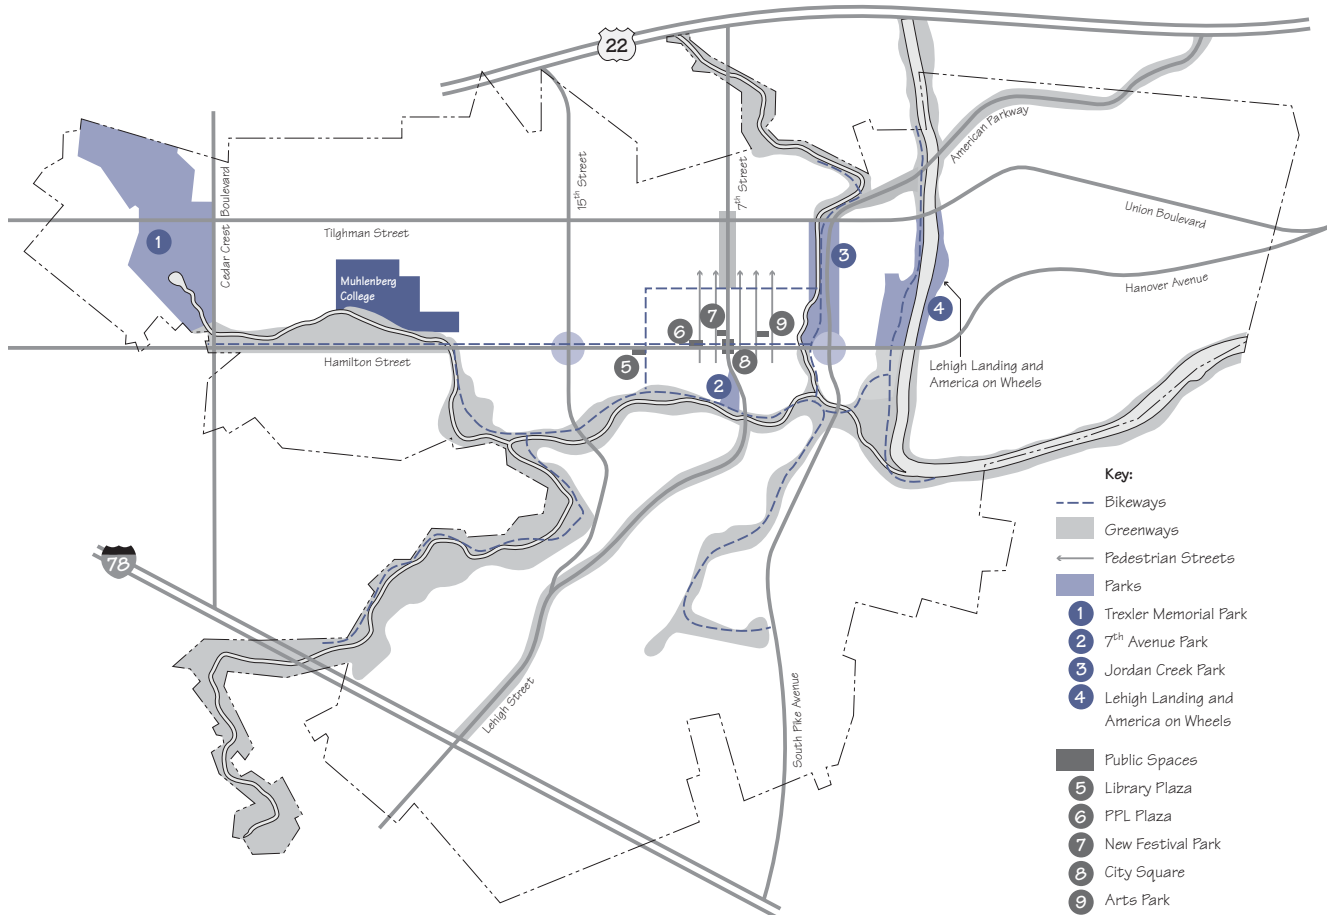 22
American Parkway
15th Street
7th Street
Cedar Crest Boulevard
Union Boulevard
Tilghman Street
1
3
Muhlenberg
College
Hanover Avenue
4
7
9
6
8
5
Hamilton Street
Lehigh Landing and
America on Wheels
2
78
Lehigh Street
South Pike Avenue
Key:
Bikeways
Greenways
Pedestrian Streets
Parks
1 Trexler Memorial Park
2 7th Avenue Park
3 Jordan Creek Park
4 Lehigh Landing and
America on Wheels
Public Spaces
5 Library Plaza
6 PPL Plaza
7 New Festival Park
8 City Square
9 Arts Park